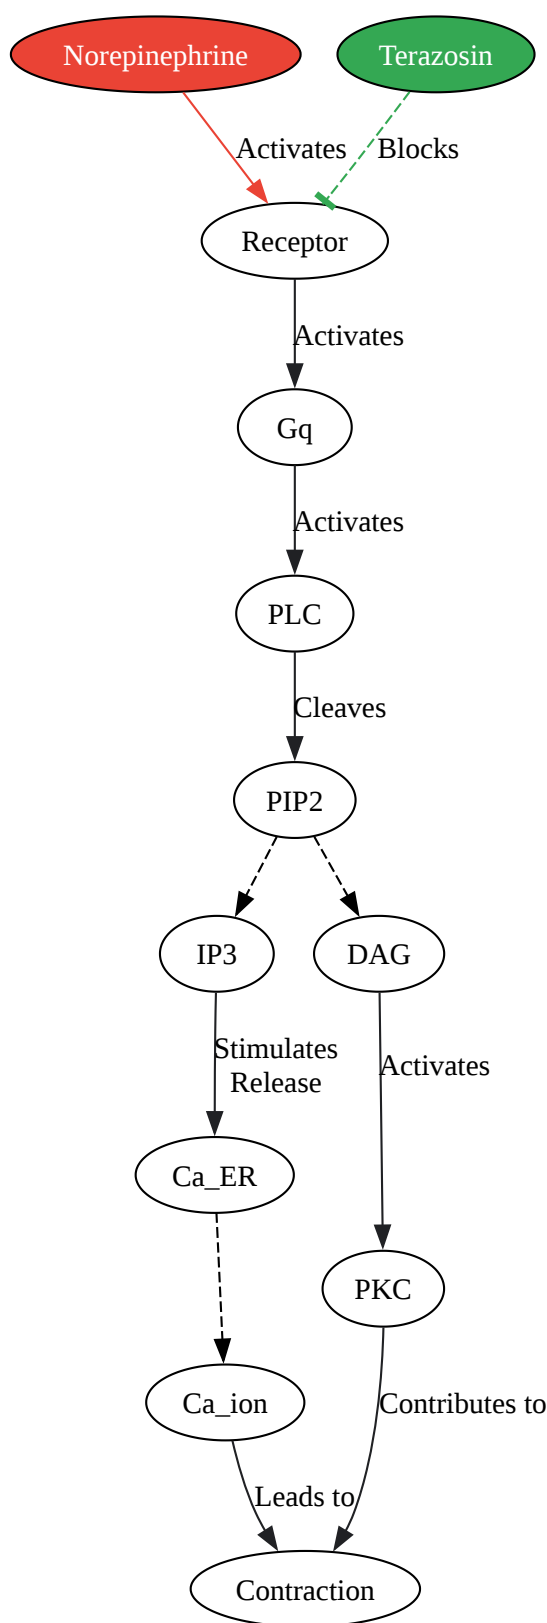 Norepinephrine
Terazosin
Activates
Blocks
Receptor
Activates
Gq
Activates
PLC
Cleaves
PIP2
IP3
DAG
Stimulates
Release
Activates
Ca_ER
PKC
Ca_ion
Contributes to
Leads to
Contraction